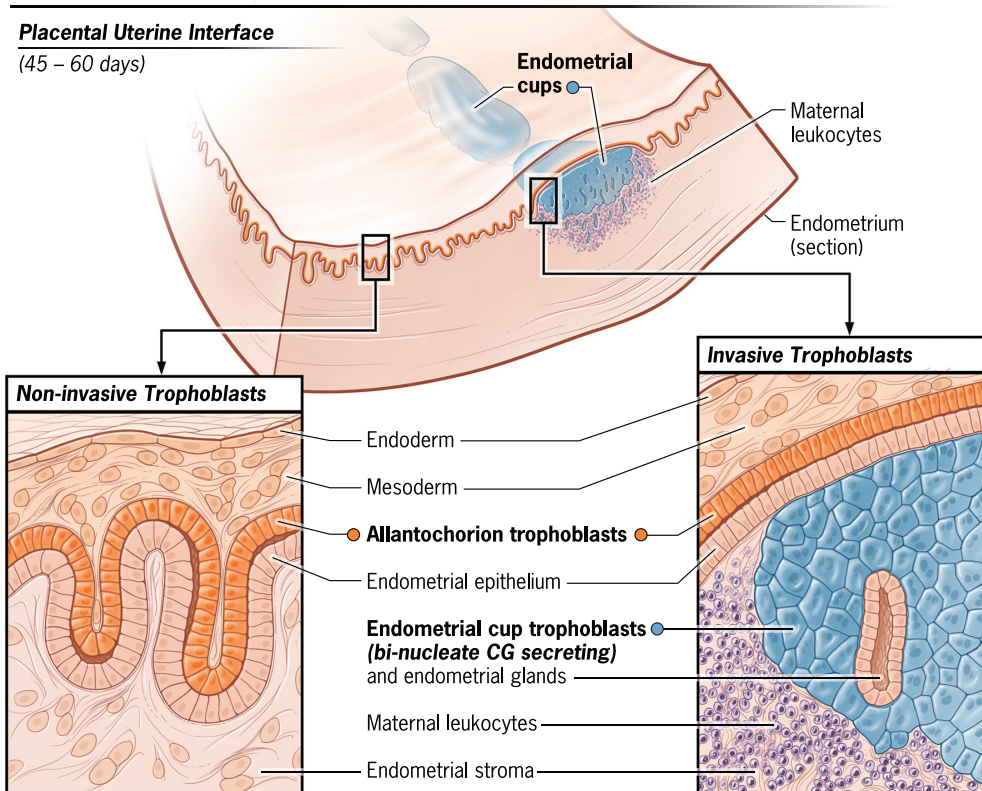 Placental Uterine Interface
(45 – 60 days)
Endometrial
cups
Maternal
leukocytes
Endometrium
(section)
Non-invasive Trophoblasts
Invasive Trophoblasts
Endoderm
Mesoderm
Allantochorion trophoblasts
Endometrial epithelium
Endometrial cup trophoblasts
(bi-nucleate CG secreting)
and endometrial glands
Maternal leukocytes
Endometrial stroma